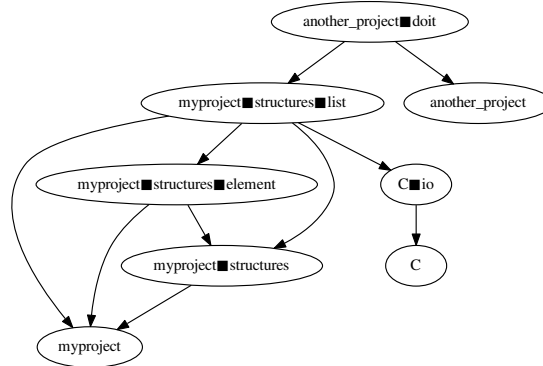 another_project■doit
myproject■structures■list
another_project
myproject■structures■element
C■io
myproject■structures
C
myproject